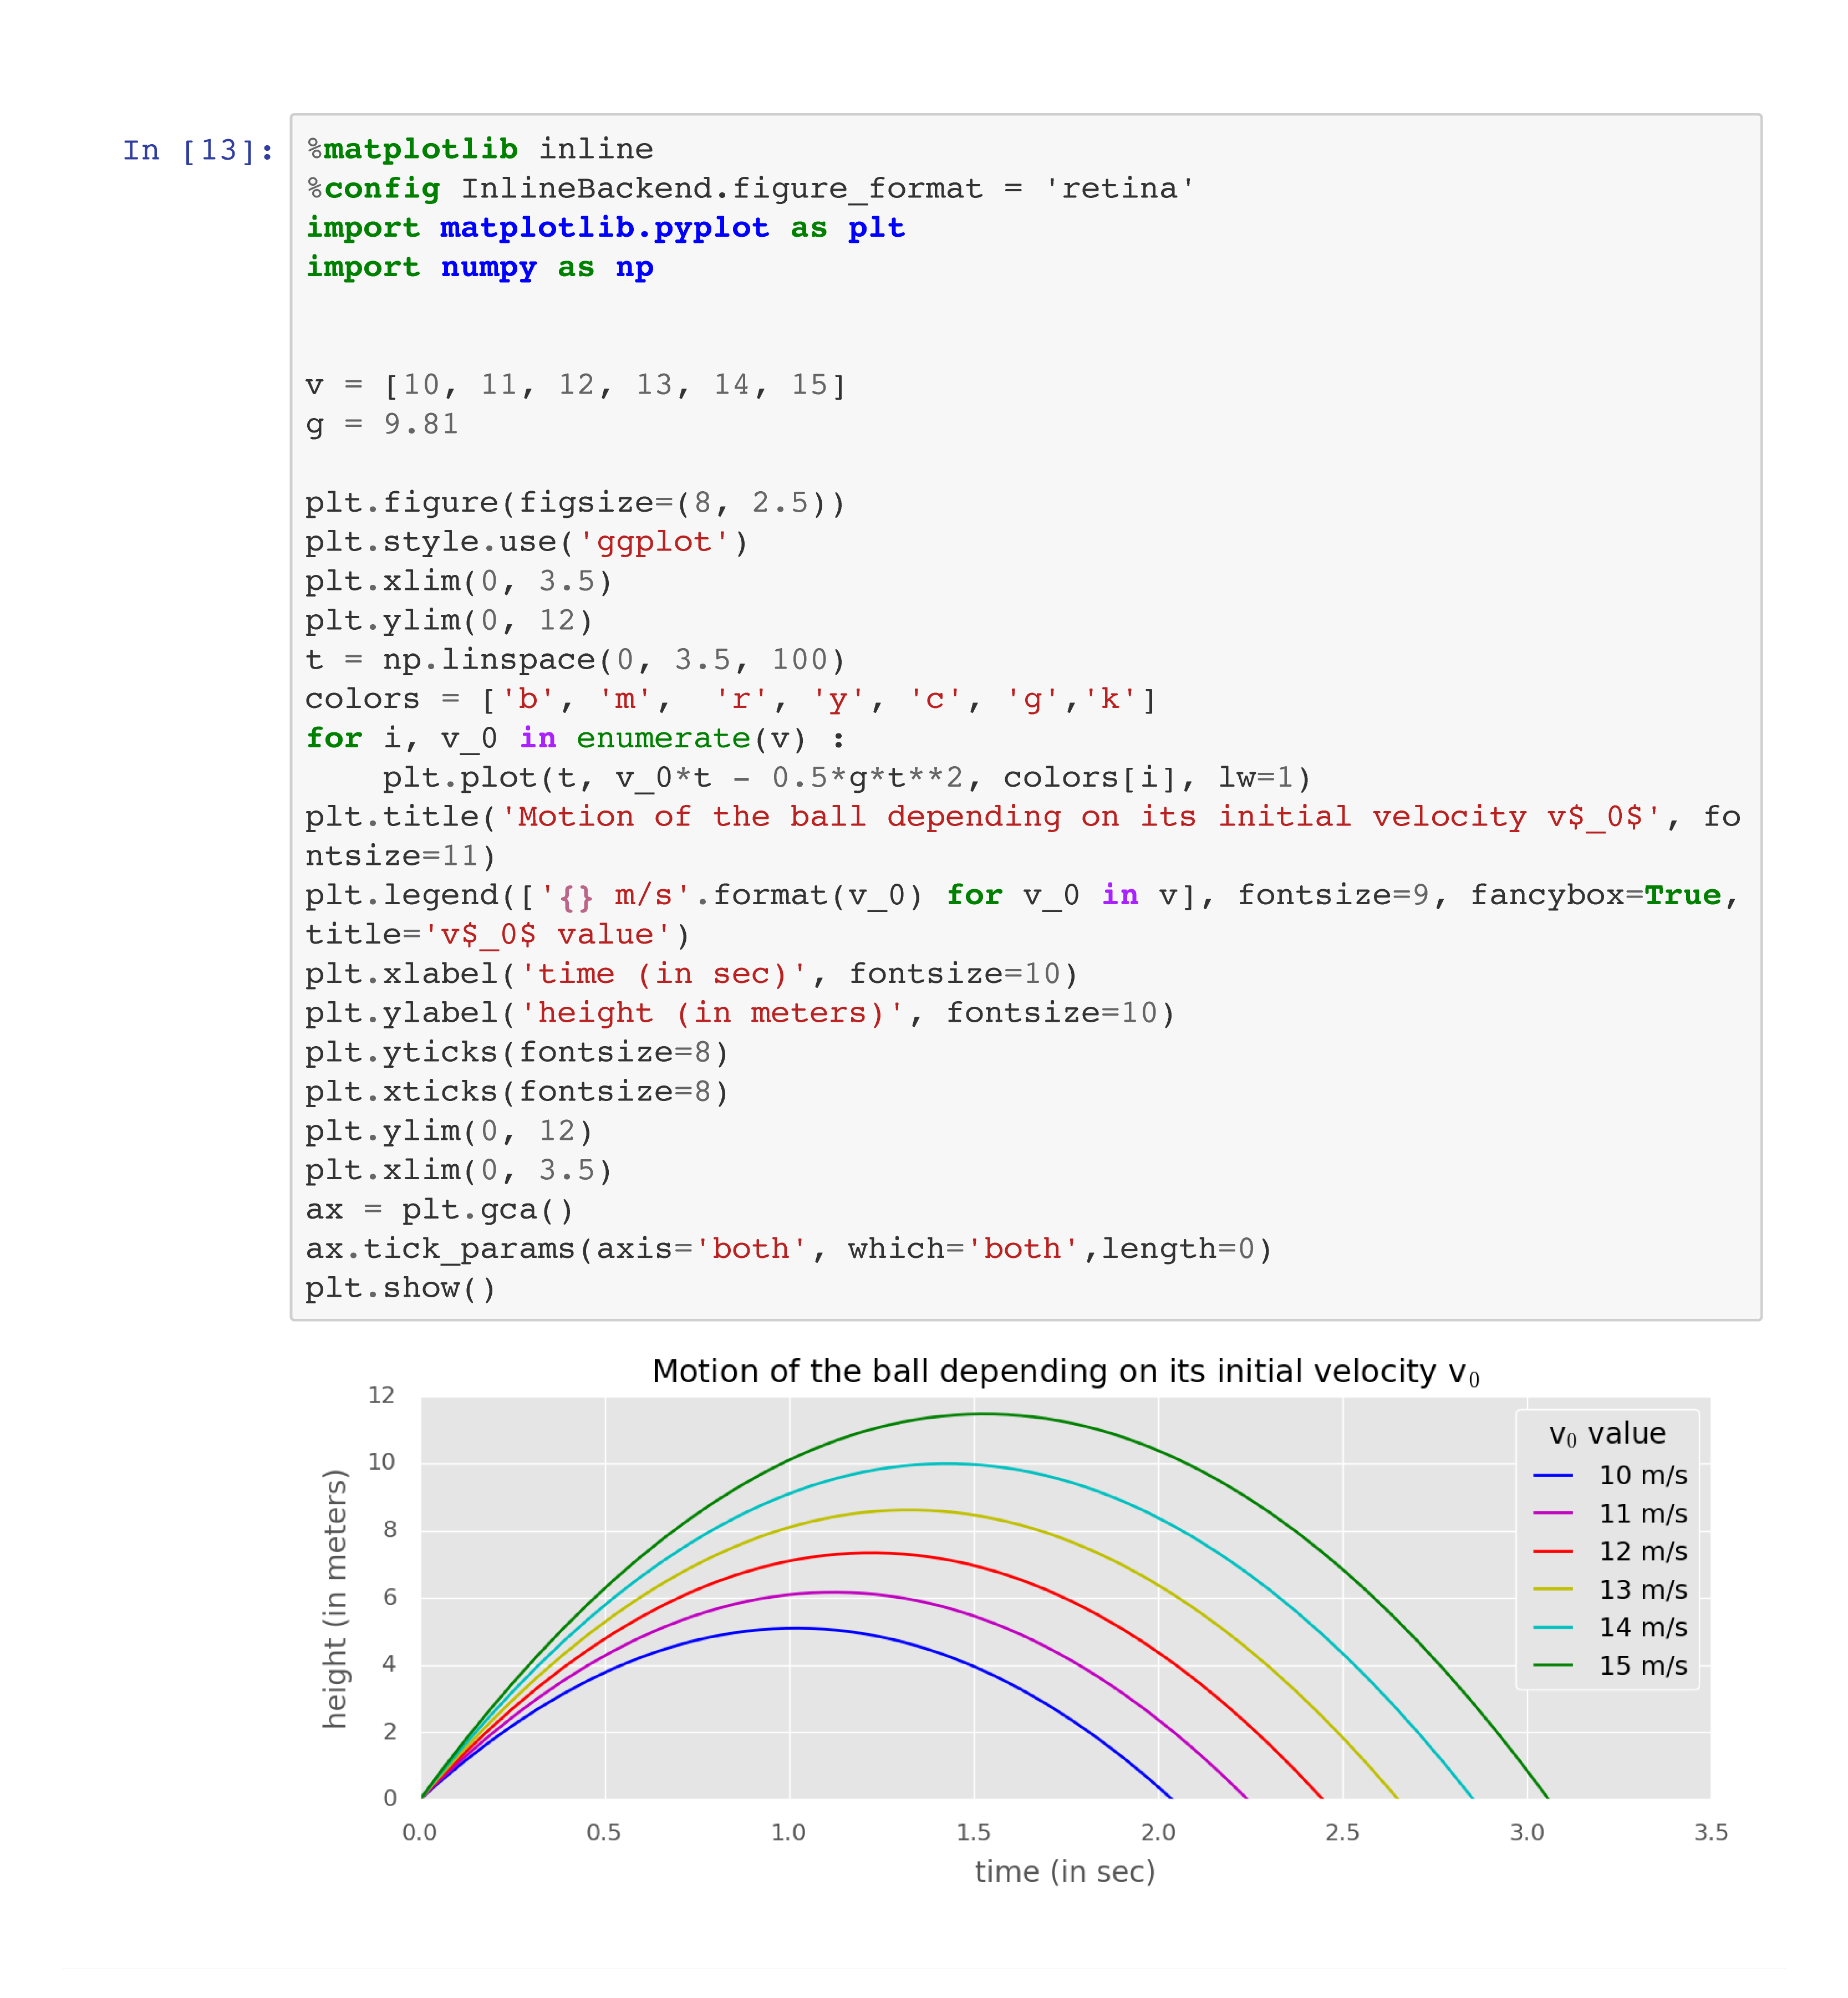 In [13]:
%matplotlib inline
%config InlineBackend.figure_format = 'retina'
import matplotlib.pyplot as plt
import numpy as np
v = [10, 11, 12, 13, 14, 15]
g = 9.81
plt.figure(figsize=(8, 2.5))
plt.style.use('ggplot')
plt.xlim(0, 3.5)
plt.ylim(0, 12)
t = np.linspace(0, 3.5, 100)
colors = ['b', 'm',  'r', 'y', 'c', 'g','k']
for i, v_0 in enumerate(v) :
    plt.plot(t, v_0*t - 0.5*g*t**2, colors[i], lw=1)
plt.title('Motion of the ball depending on its initial velocity v$_0$', fo
ntsize=11)
plt.legend(['{} m/s'.format(v_0) for v_0 in v], fontsize=9, fancybox=True,
title='v$_0$ value')
plt.xlabel('time (in sec)', fontsize=10)
plt.ylabel('height (in meters)', fontsize=10)
plt.yticks(fontsize=8)
plt.xticks(fontsize=8)
plt.ylim(0, 12)
plt.xlim(0, 3.5)
ax = plt.gca()
ax.tick_params(axis='both', which='both',length=0)
plt.show()
Motion of the ball depending on its initial velocity v₀
height (in meters)
12
10
8
6
4
2
0
v₀ value
10 m/s
11 m/s
12 m/s
13 m/s
14 m/s
15 m/s
0.0 0.5 1.0 1.5 2.0 2.5 3.0 3.5
time (in sec)